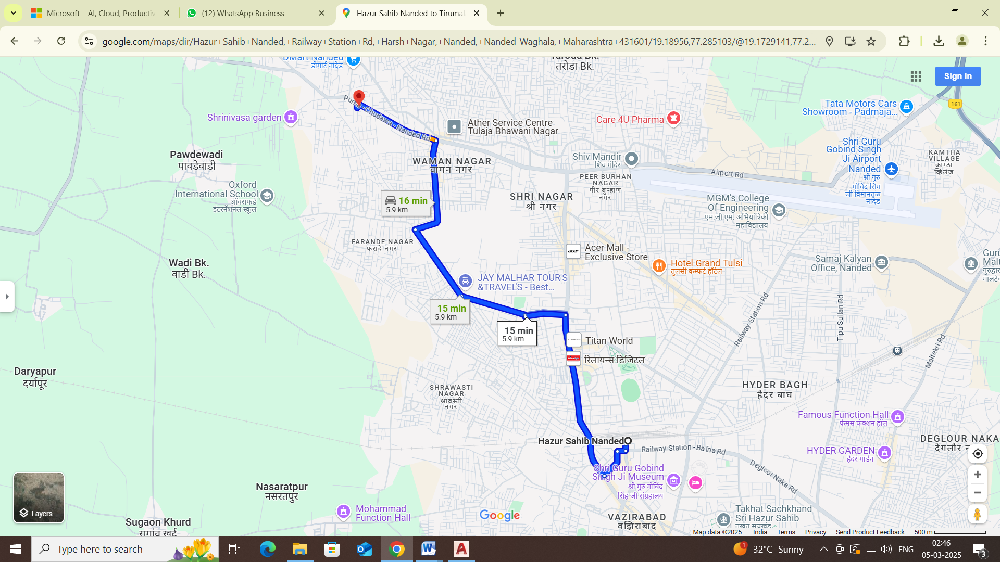 Microsoft – AI, Cloud, Productiv
(12) WhatsApp Business
Hazur Sahib Nanded to Tirumal
google.com/maps/dir/Hazur+Sahib+Nanded,+Railway+Station+Rd,+Harsh+Nagar,+Nanded,+Nanded-Waghala,+Maharashtra+431601/19.18956,77.285103/@19.1729141,77.2...
DMart Nanded
डीमार्ट नांदेड
Taroda Bk.
तरोडा Bk.
Sign in
161
Tata Motors Cars
Showroom - Padmaja...
Shrinivasa garden
Purna - Chudawa - Nanded Rd
Ather Service Centre
Tulaja Bhawani Nagar
Care 4U Pharma
Shri Guru
Gobind Singh
Ji Airport
Nanded
श्री गुरु
गोविंद सिंग
जी विमानतळ
नांदेड
KAMTHA
VILLAGE
काम्ठा
व्हिलेज
Pawdewadi
पावडेवाडी
WAMAN NAGAR
वामन नगर
Shiv Mandir
शिव मंदिर
Airport Rd
PEER BURHAN
NAGAR
पीर बुऱ्हाण
नगर
Oxford
International School
ऑक्सफर्ड
इंटरनॅशनल स्कूल
16 min
5.9 km
SHRI NAGAR
श्री नगर
MGM's College
Of Engineering
एम.जी.एम. अभियांत्रिकी
महाविद्यालय
FARANDE NAGAR
फरांदे नगर
Acer Mall -
Exclusive Store
acer
Hotel Grand Tulsi
तुलसी कम्फर्ट हॉटेल
Samaj Kalyan
Office, Nanded
Wadi Bk.
वाडी Bk.
JAY MALHAR TOUR'S
&TRAVEL'S - Best...
15 min
5.9 km
15 min
5.9 km
Railway Station Rd
Tipu Sultan Rd
Maltekri Rd
Titan World
रिलायन्स डिजिटल
Daryapur
दर्यापूर
SHRAWASTI
NAGAR
श्रावस्ती
नगर
HYDER BAGH
हैदर बाघ
Famous Function Hall
फेमस फंक्शन हॉल
Hazur Sahib Nanded
Railway Station - Bafna Rd
DEGLOUR NAKA
HYDER GARDEN
हैदर गार्डन
Shri Guru Gobind
Singh Ji Museum
श्री गुरु गोबिंद
सिंह जी संग्रहालय
Degloor Naka Rd
Nasaratpur
नसरतपुर
Mohammad
Function Hall
Layers
Sugaon Khurd
सुगांव खुर्द
Google
VAZIRABAD
वझिराबाद
Takhat Sachkhand
Sri Hazur Sahib
Map data ©2025 India Terms Privacy Send Product Feedback 500 m
Type here to search
1
32°C Sunny
ENG
02:46
05-03-2025
3